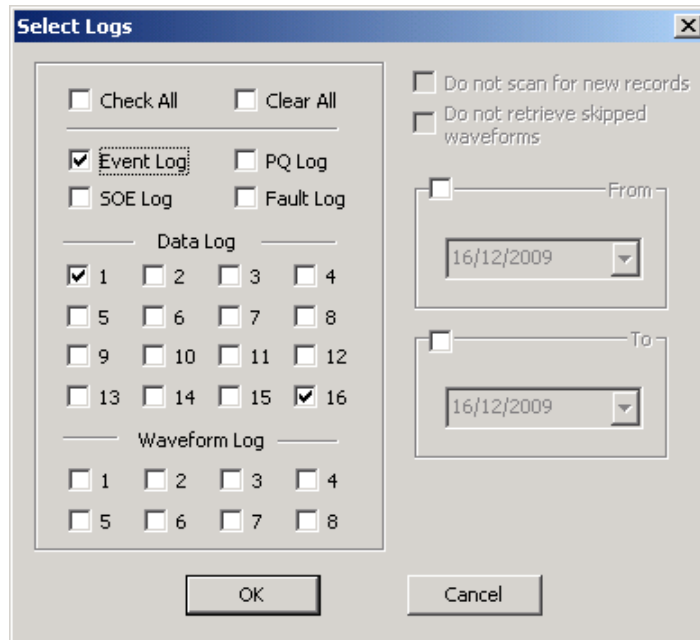 Select Logs
Check All Clear All
Event Log PQ Log
SOE Log Fault Log
Data Log
1 2 3 4
5 6 7 8
9 10 11 12
13 14 15 16
Waveform Log
1 2 3 4
5 6 7 8
Do not scan for new records
Do not retrieve skipped
waveforms
From
16/12/2009
To
16/12/2009
OK Cancel